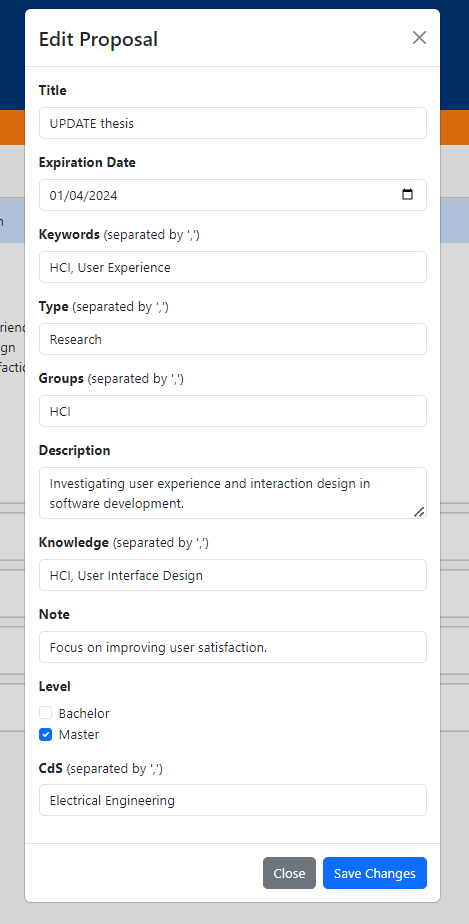 Edit Proposal
Title
UPDATE thesis
Expiration Date
01/04/2024
Keywords (separated by ',')
HCI, User Experience
Type (separated by ',')
Research
Groups (separated by ',')
HCI
Description
Investigating user experience and interaction design in
software development.
Knowledge (separated by ',')
HCI, User Interface Design
Note
Focus on improving user satisfaction.
Level
Bachelor
Master
CdS (separated by ',')
Electrical Engineering
Close
Save Changes